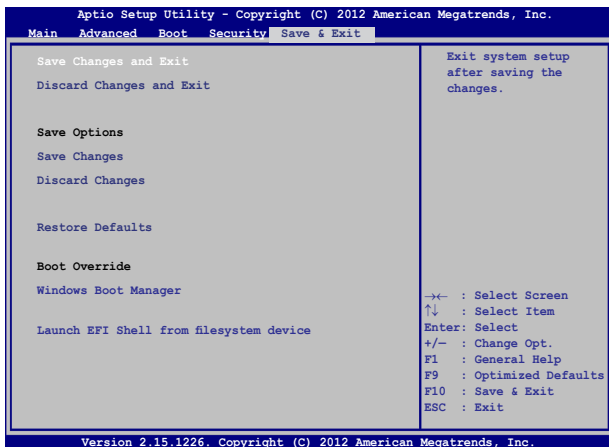 Aptio Setup Utility - Copyright (C) 2012 American Megatrends, Inc.
Main Advanced Boot Security Save & Exit
Save Changes and Exit
Discard Changes and Exit
Save Options
Save Changes
Discard Changes
Restore Defaults
Boot Override
Windows Boot Manager
Launch EFI Shell from filesystem device
Exit system setup
after saving the
changes.
→← : Select Screen
↑↓ : Select Item
Enter: Select
+/— : Change Opt.
F1 : General Help
F9 : Optimized Defaults
F10 : Save & Exit
ESC : Exit
Version 2.15.1226. Copyright (C) 2012 American Megatrends, Inc.